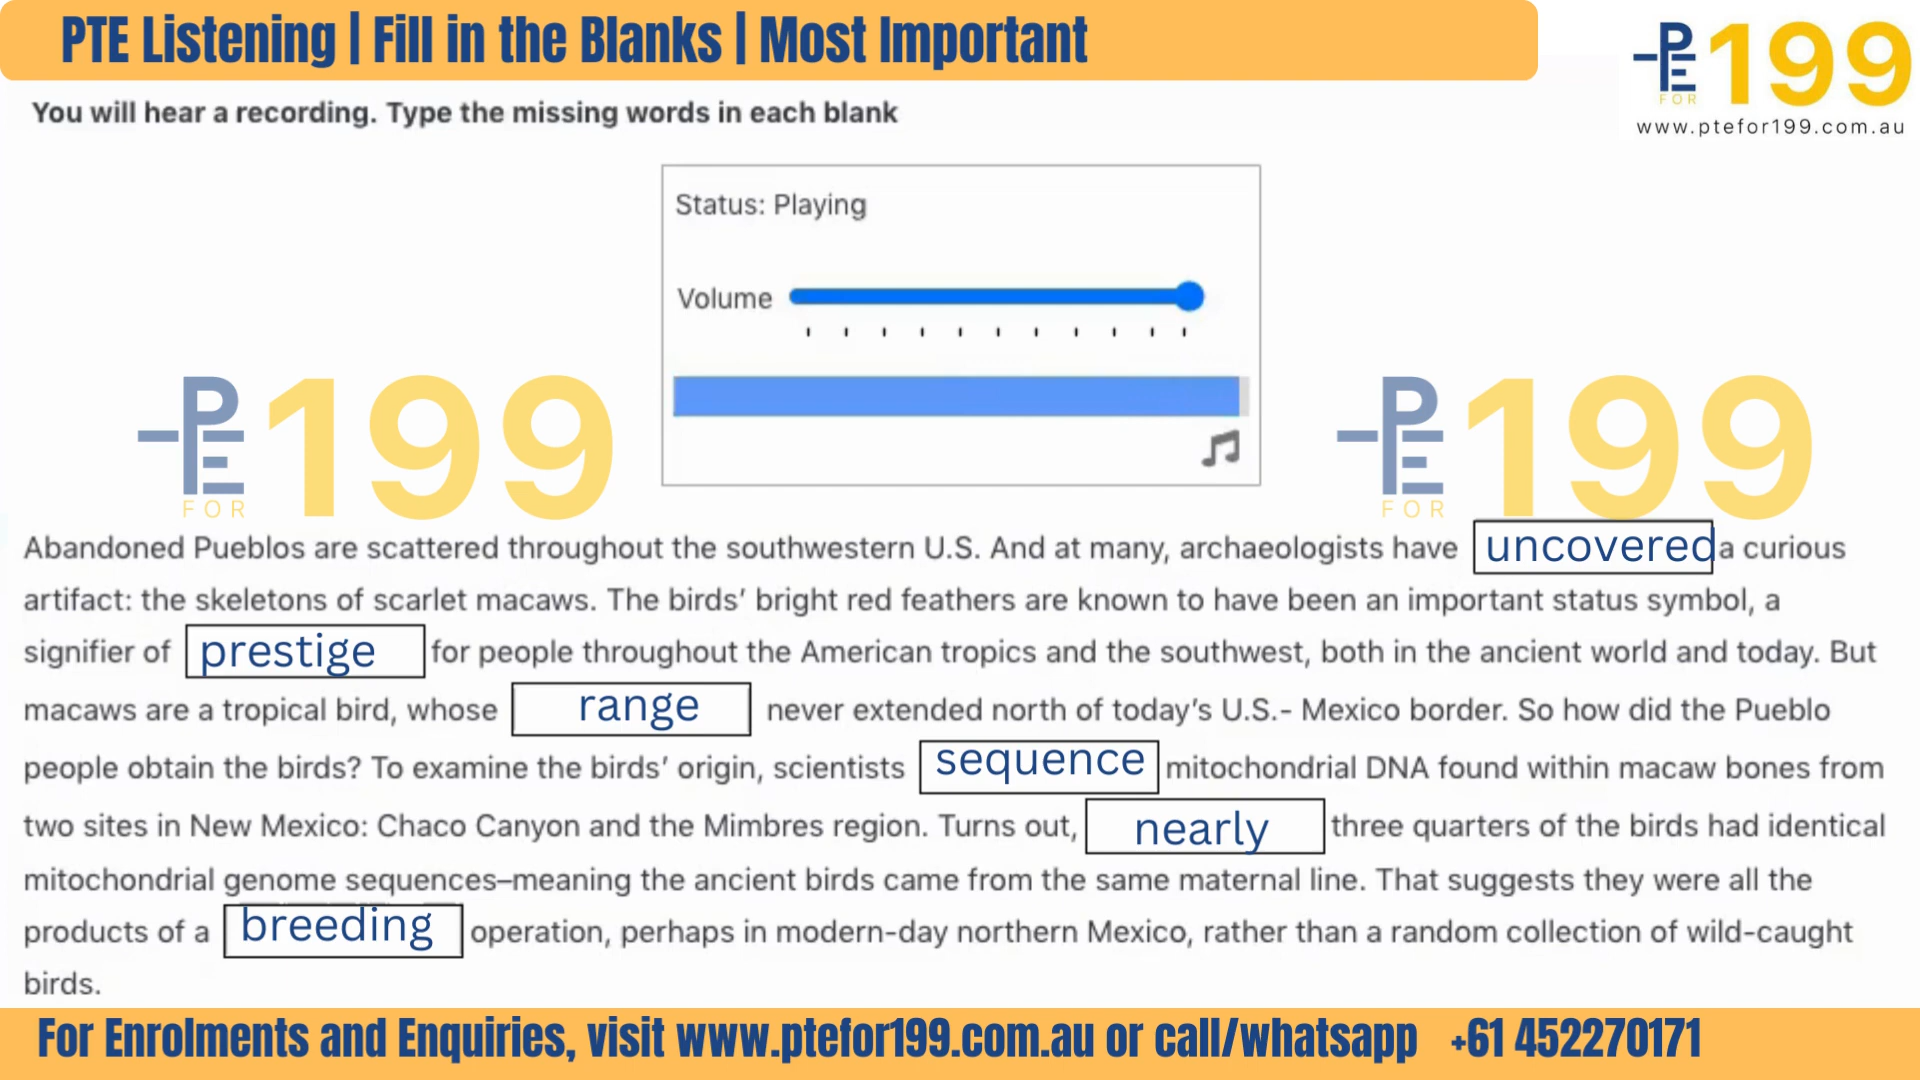 PTE Listening | Fill in the Blanks | Most Important
PTE
FOR
199
www.ptefor199.com.au
You will hear a recording. Type the missing words in each blank
Status: Playing
Volume
PTE
FOR
199
PTE
FOR
199
Abandoned Pueblos are scattered throughout the southwestern U.S. And at many, archaeologists have uncovered a curious
artifact: the skeletons of scarlet macaws. The birds’ bright red feathers are known to have been an important status symbol, a
signifier of prestige for people throughout the American tropics and the southwest, both in the ancient world and today. But
macaws are a tropical bird, whose range never extended north of today’s U.S.- Mexico border. So how did the Pueblo
people obtain the birds? To examine the birds’ origin, scientists sequence mitochondrial DNA found within macaw bones from
two sites in New Mexico: Chaco Canyon and the Mimbres region. Turns out, nearly three quarters of the birds had identical
mitochondrial genome sequences–meaning the ancient birds came from the same maternal line. That suggests they were all the
products of a breeding operation, perhaps in modern-day northern Mexico, rather than a random collection of wild-caught
birds.
For Enrolments and Enquiries, visit www.ptefor199.com.au or call/whatsapp +61 452270171